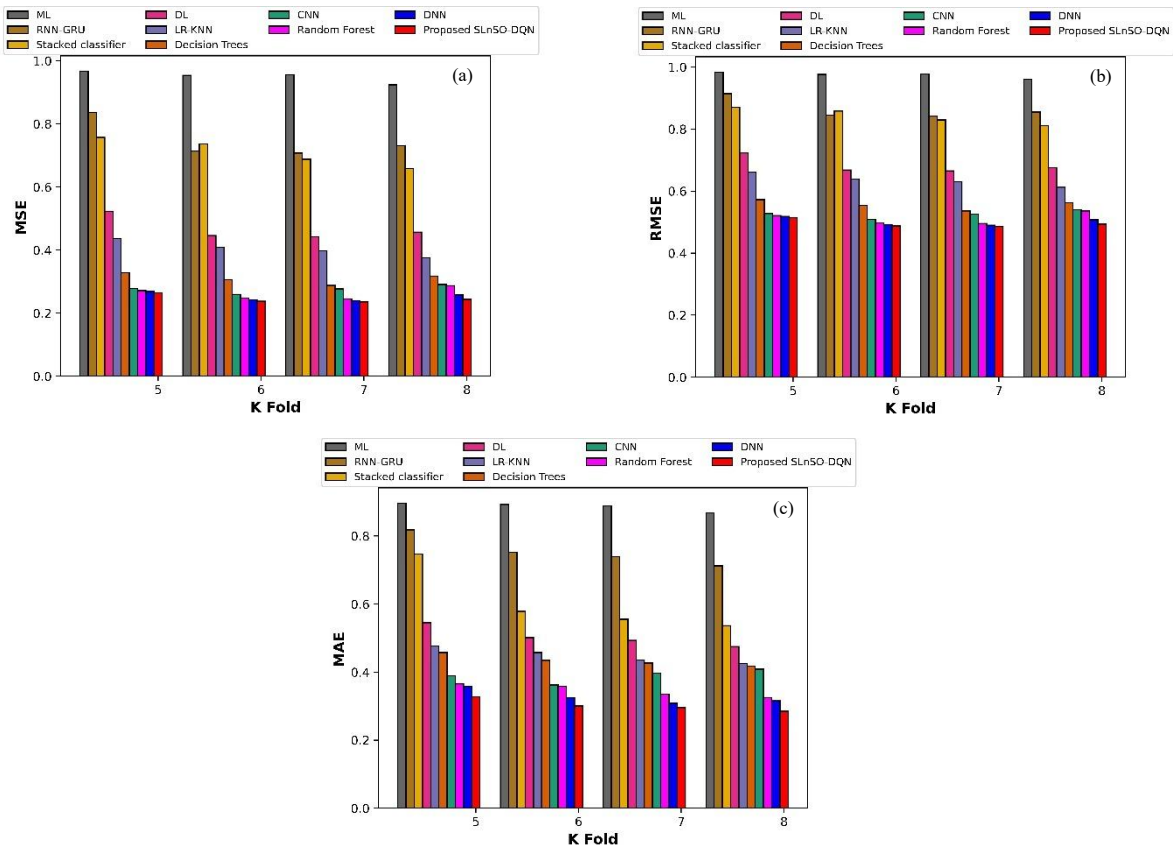 ML DL CNN DNN
RNN-GRU LR-KNN Random Forest Proposed SLnSO-DQN
Stacked classifier Decision Trees
(a)
1.0
0.8
0.6
0.4
0.2
0.0
MSE
5 6 7 8
K Fold
ML DL CNN DNN
RNN-GRU LR-KNN Random Forest Proposed SLnSO-DQN
Stacked classifier Decision Trees
(b)
1.0
0.8
0.6
0.4
0.2
0.0
RMSE
5 6 7 8
K Fold
ML DL CNN DNN
RNN-GRU LR-KNN Random Forest Proposed SLnSO-DQN
Stacked classifier Decision Trees
(c)
0.8
0.6
0.4
0.2
0.0
MAE
5 6 7 8
K Fold